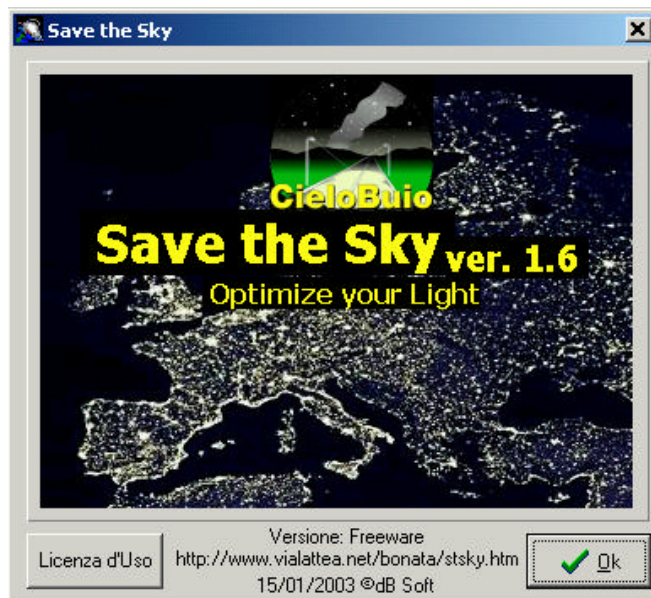 Save the Sky
CieloBuio
Save the Sky ver. 1.6
Optimize your Light
Licenza d'Uso
Versione: Freeware
http://www.vialattea.net/bonata/stsky.htm
15/01/2003 ©dB Soft
Ok